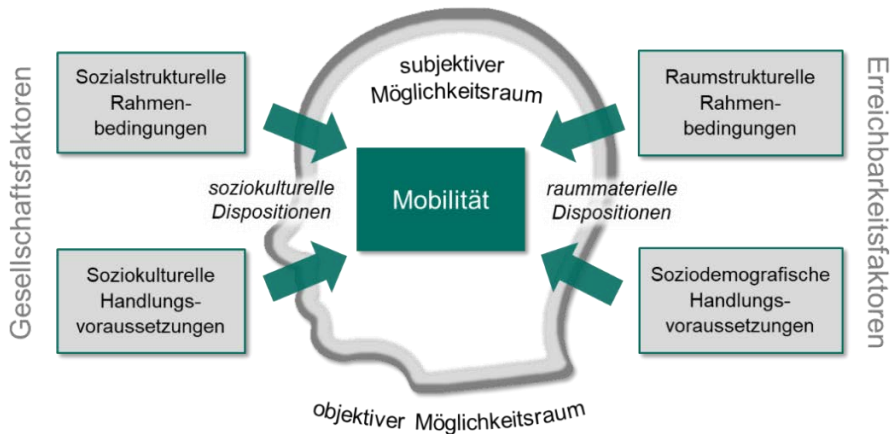 Gesellschaftsfaktoren
Sozialstrukturelle
Rahmen-
bedingungen
subjektiver
Möglichkeitsraum
Raumstrukturelle
Rahmen-
bedingungen
Erreichbarkeitsfaktoren
soziokulturelle
Dispositionen
Mobilität
raummaterielle
Dispositionen
Soziokulturelle
Handlungs-
voraussetzungen
Soziodemografische
Handlungs-
voraussetzungen
objektiver Möglichkeitsraum